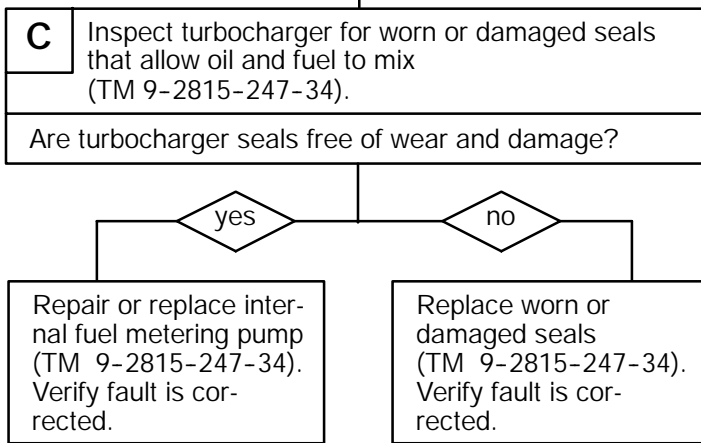 C
Inspect turbocharger for worn or damaged seals
that allow oil and fuel to mix
(TM 9-2815-247-34).
Are turbocharger seals free of wear and damage?
yes
no
Repair or replace inter-
nal fuel metering pump
(TM 9-2815-247-34).
Verify fault is cor-
rected.
Replace worn or
damaged seals
(TM 9-2815-247-34).
Verify fault is cor-
rected.